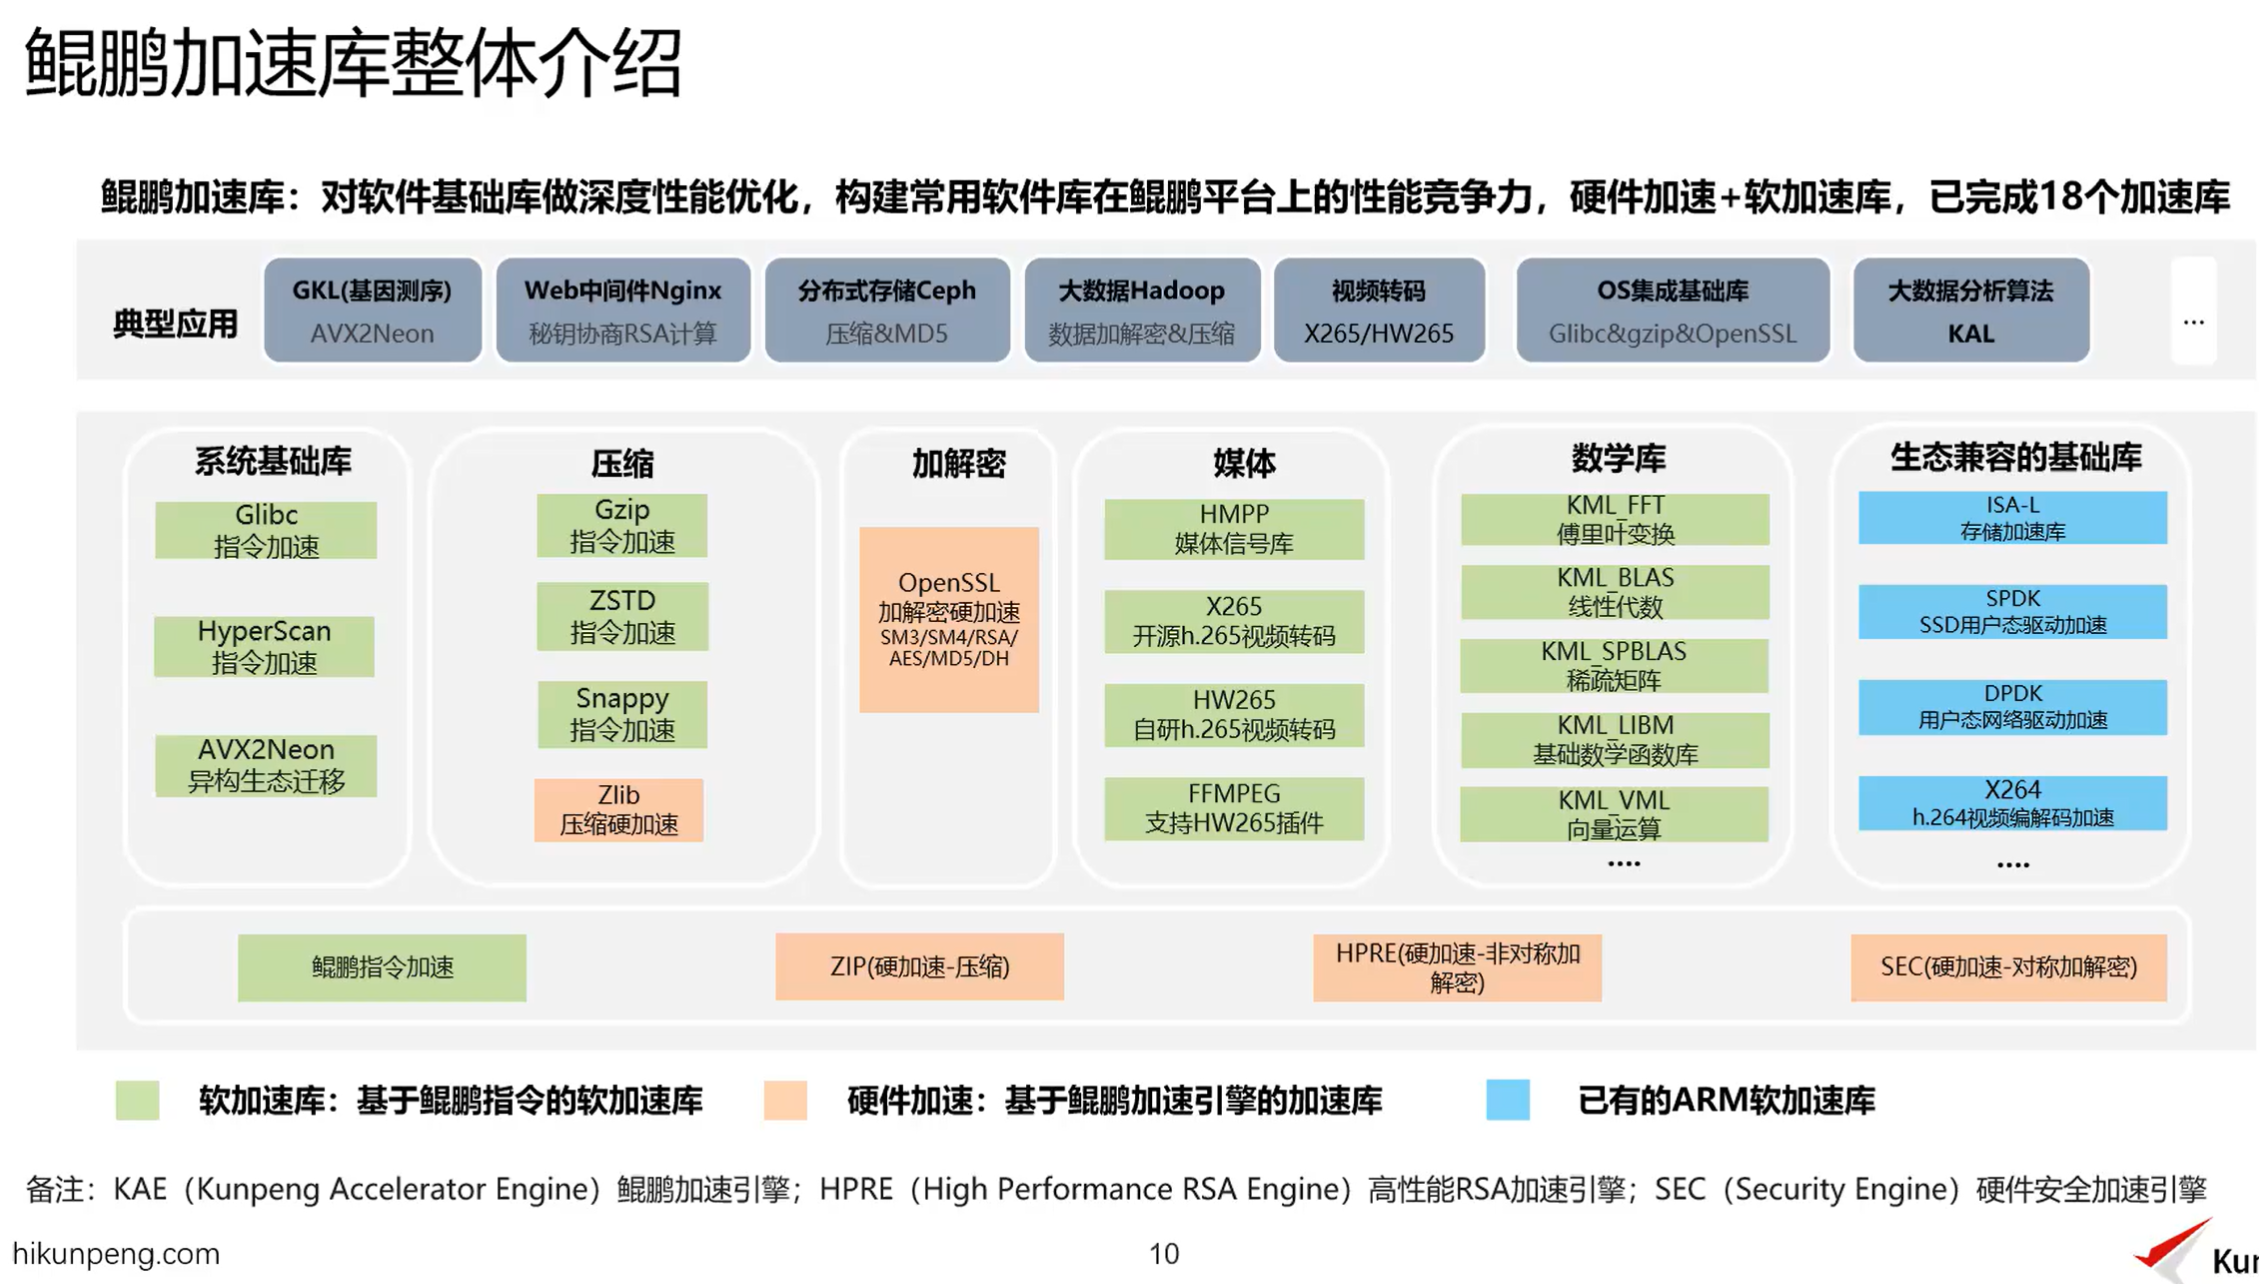 鲲鹏加速库整体介绍
鲲鹏加速库：对软件基础库做深度性能优化，构建常用软件库在鲲鹏平台上的性能竞争力，硬件加速+软加速库，已完成18个加速库
典型应用
GKL(基因测序)
AVX2Neon
Web中间件Nginx
秘钥协商RSA计算
分布式存储Ceph
压缩&MD5
大数据Hadoop
数据加解密&压缩
视频转码
X265/HW265
OS集成基础库
Glibc&gzip&OpenSSL
大数据分析算法
KAL
...
系统基础库
Glibc
指令加速
HyperScan
指令加速
AVX2Neon
异构生态迁移
压缩
Gzip
指令加速
ZSTD
指令加速
Snappy
指令加速
Zlib
压缩硬加速
加解密
OpenSSL
加解密硬加速
SM3/SM4/RSA/
AES/MD5/DH
媒体
HMPP
媒体信号库
X265
开源h.265视频转码
HW265
自研h.265视频转码
FFMPEG
支持HW265插件
数学库
KML_FFT
傅里叶变换
KML_BLAS
线性代数
KML_SPBLAS
稀疏矩阵
KML_LIBM
基础数学函数库
KML_VML
向量运算
....
生态兼容的基础库
ISA-L
存储加速库
SPDK
SSD用户态驱动加速
DPDK
用户态网络驱动加速
X264
h.264视频编解码加速
....
鲲鹏指令加速
ZIP(硬加速-压缩)
HPRE(硬加速-非对称加
解密)
SEC(硬加速-对称加解密)
软加速库：基于鲲鹏指令的软加速库
硬件加速：基于鲲鹏加速引擎的加速库
已有的ARM软加速库
备注：KAE（Kunpeng Accelerator Engine）鲲鹏加速引擎；HPRE（High Performance RSA Engine）高性能RSA加速引擎；SEC（Security Engine）硬件安全加速引擎
hikunpeng.com
10
Kun